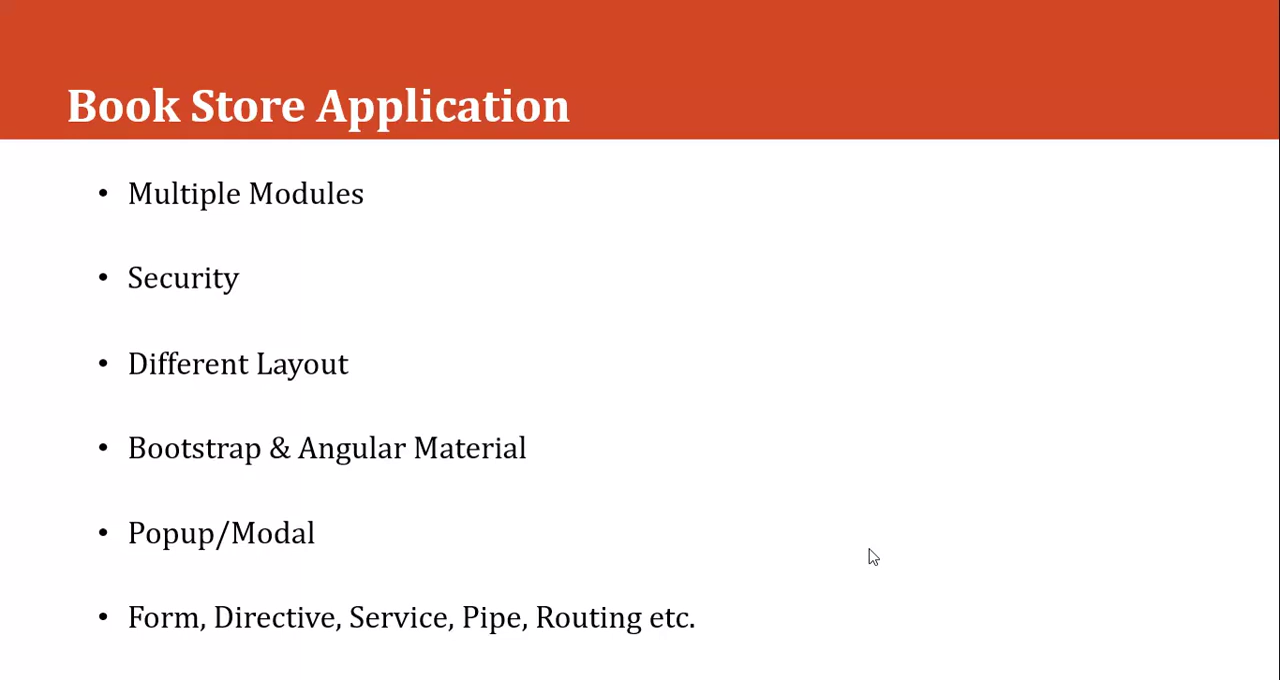 Book Store Application
• Multiple Modules
• Security
• Different Layout
• Bootstrap & Angular Material
• Popup/Modal
• Form, Directive, Service, Pipe, Routing etc.